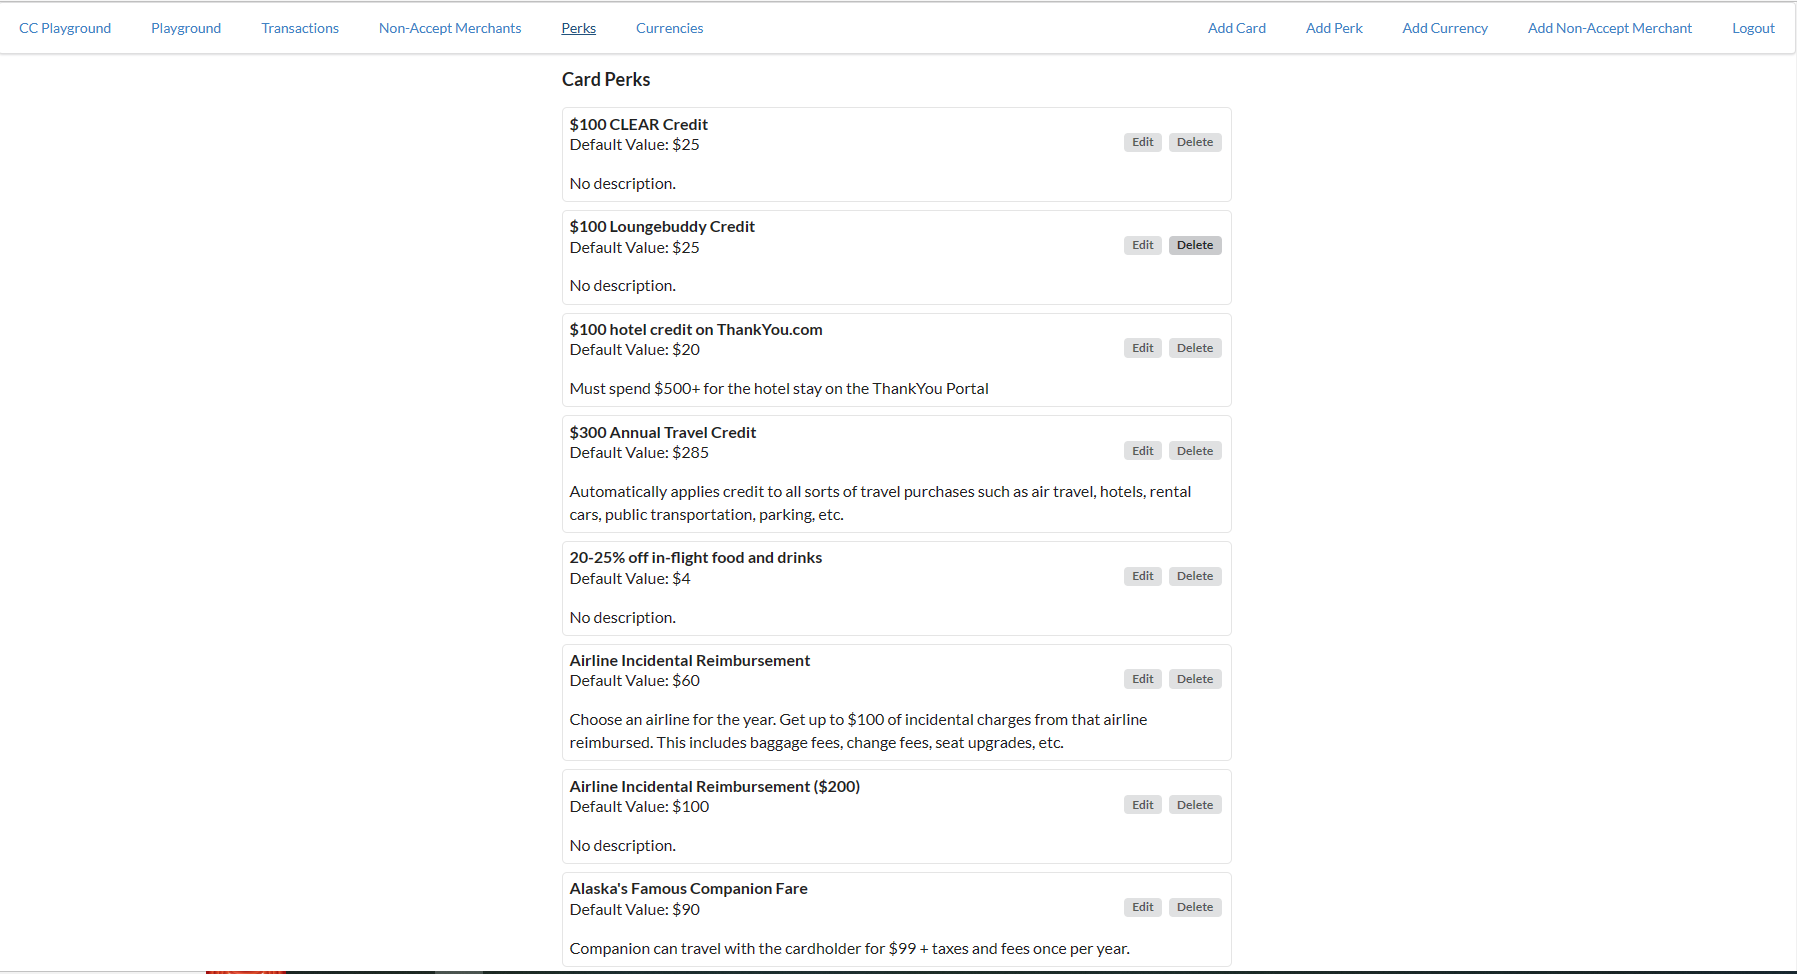 CC Playground Playground Transactions Non-Accept Merchants Perks Currencies Add Card Add Perk Add Currency Add Non-Accept Merchant Logout
Card Perks
$100 CLEAR Credit
Default Value: $25
Edit Delete
No description.
$100 Loungebuddy Credit
Default Value: $25
Edit Delete
No description.
$100 hotel credit on ThankYou.com
Default Value: $20
Edit Delete
Must spend $500+ for the hotel stay on the ThankYou Portal
$300 Annual Travel Credit
Default Value: $285
Edit Delete
Automatically applies credit to all sorts of travel purchases such as air travel, hotels, rental
cars, public transportation, parking, etc.
20-25% off in-flight food and drinks
Default Value: $4
Edit Delete
No description.
Airline Incidental Reimbursement
Default Value: $60
Edit Delete
Choose an airline for the year. Get up to $100 of incidental charges from that airline
reimbursed. This includes baggage fees, change fees, seat upgrades, etc.
Airline Incidental Reimbursement ($200)
Default Value: $100
Edit Delete
No description.
Alaska's Famous Companion Fare
Default Value: $90
Edit Delete
Companion can travel with the cardholder for $99 + taxes and fees once per year.